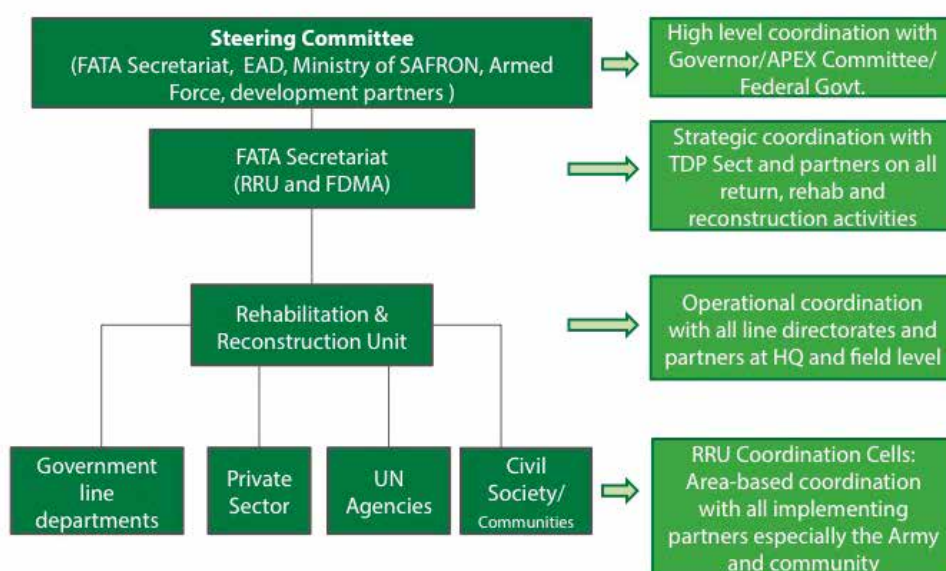 Steering Committee
(FATA Secretariat, EAD, Ministry of SAFRON, Armed
Force, development partners )
High level coordination with
Governor/APEX Committee/
Federal Govt.
FATA Secretariat
(RRU and FDMA)
Strategic coordination with
TDP Sect and partners on all
return, rehab and
reconstruction activities
Rehabilitation &
Reconstruction Unit
Operational coordination
with all line directorates and
partners at HQ and field level
Government
line
departments
Private
Sector
UN
Agencies
Civil
Society/
Communities
RRU Coordination Cells:
Area-based coordination
with all implementing
partners especially the Army
and community